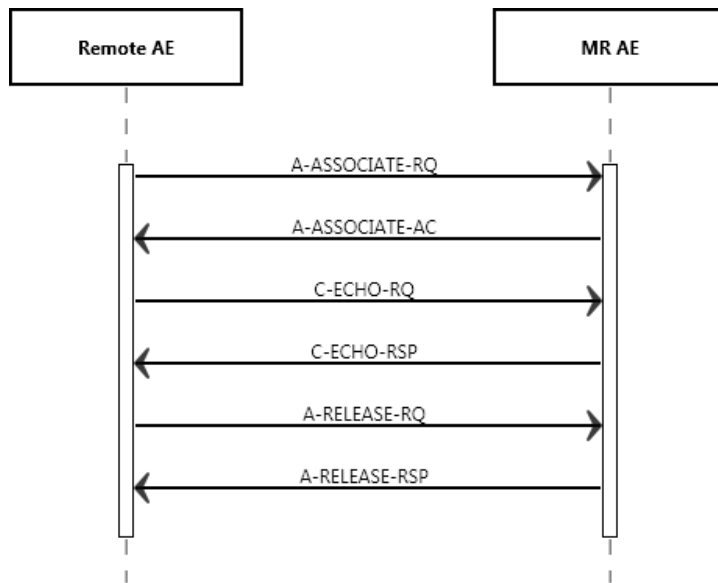 Remote AE
MR AE
A-ASSOCIATE-RQ
A-ASSOCIATE-AC
C-ECHO-RQ
C-ECHO-RSP
A-RELEASE-RQ
A-RELEASE-RSP